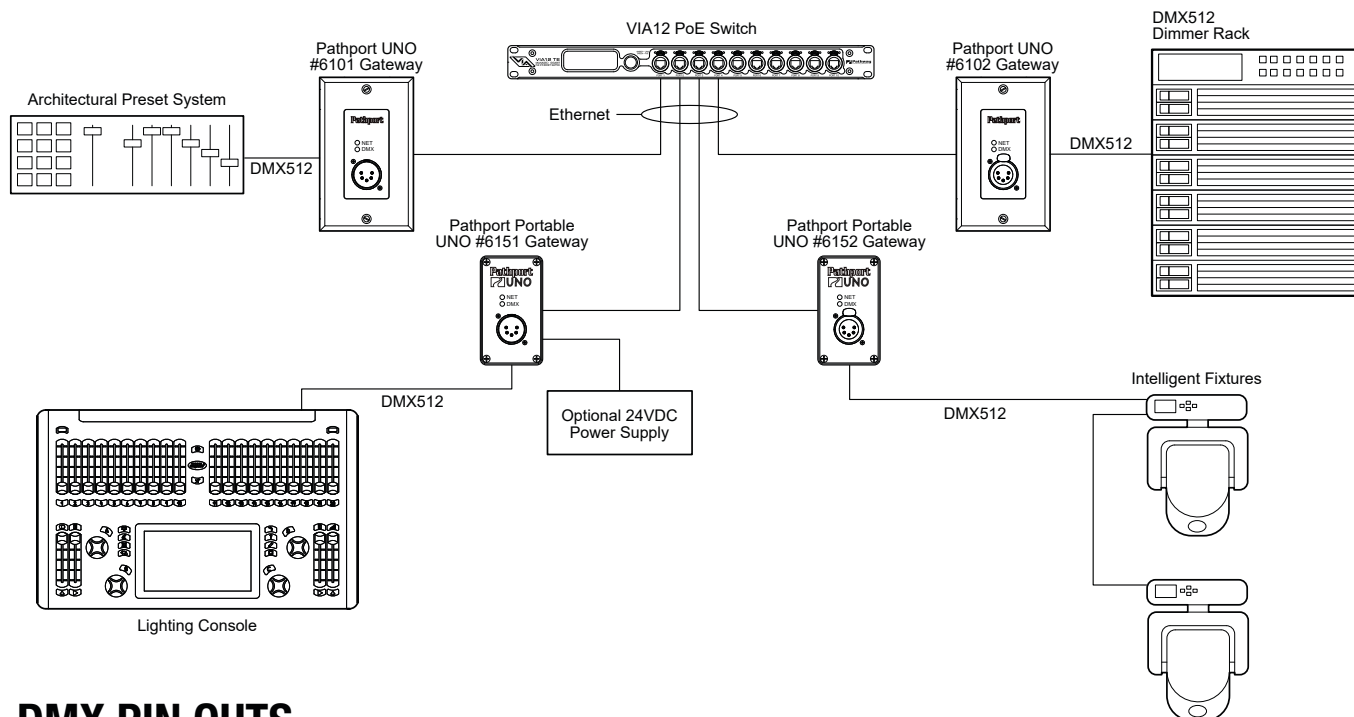 VIA12 PoE Switch
DMX512
Dimmer Rack
Pathport UNO
#6101 Gateway
Pathport UNO
#6102 Gateway
Architectural Preset System
Ethernet
Pathport
NET
DMX
Pathport
NET
DMX
DMX512
DMX512
Pathport Portable
UNO #6151 Gateway
Pathport Portable
UNO #6152 Gateway
Pathport
UNO
NET
DMX
Pathport
UNO
NET
DMX
Intelligent Fixtures
DMX512
Optional 24VDC
Power Supply
DMX512
Lighting Console
DMX PIN OUTS